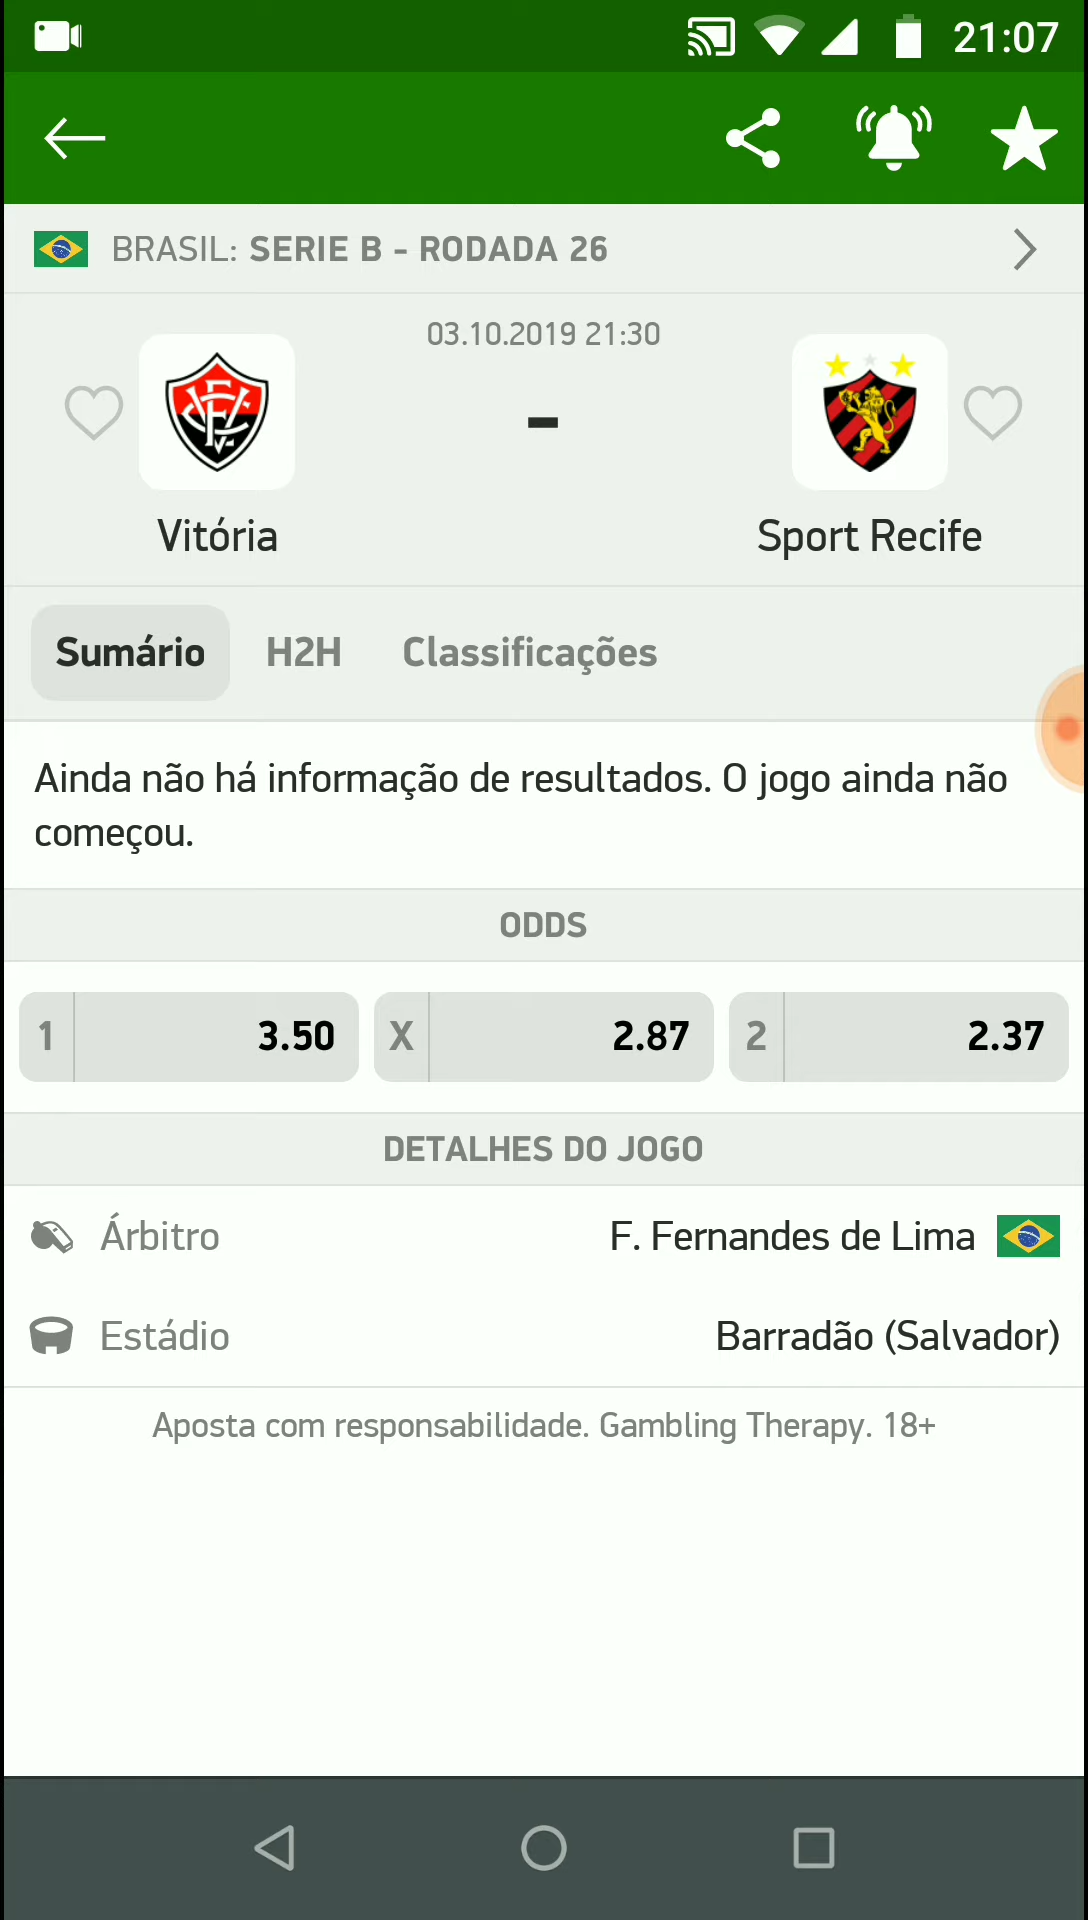 21:07
BRASIL: SERIE B - RODADA 26
03.10.2019 21:30
-
Vitória
Sport Recife
Sumário H2H Classificações
Ainda não há informação de resultados. O jogo ainda não
começou.
ODDS
1 3.50 X 2.87 2 2.37
DETALHES DO JOGO
Árbitro F. Fernandes de Lima
Estádio Barradão (Salvador)
Aposta com responsabilidade. Gambling Therapy. 18+